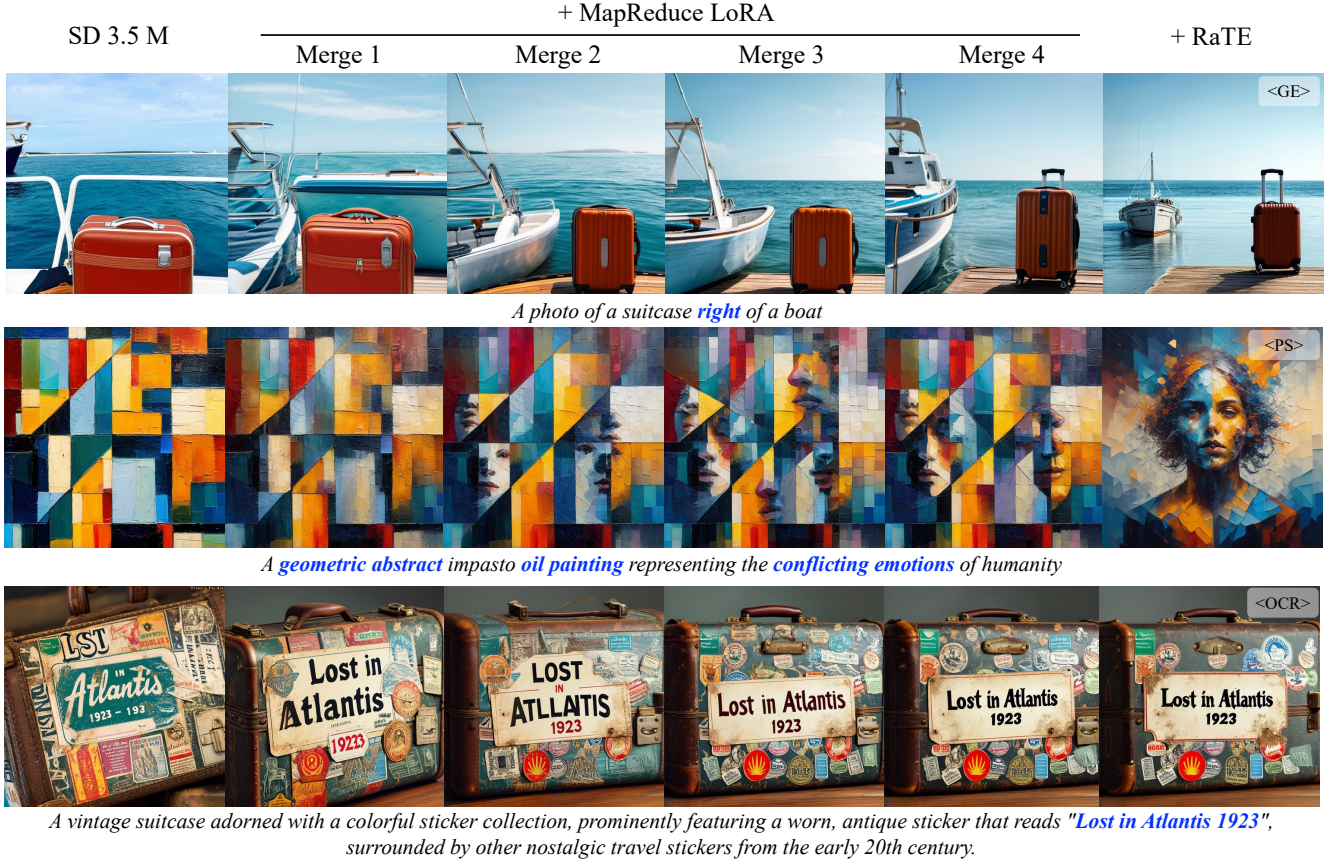 + MapReduce LoRA
SD 3.5 M
+ RaTE
Merge 1
Merge 2
Merge 3
Merge 4
<GE>
A photo of a suitcase right of a boat
<PS>
A geometric abstract impasto oil painting representing the conflicting emotions of humanity
<OCR>
LST
IN
Atlantis
1923 - 193
Lost in
Atlantis
19223
LOST
IN
ATLLAITIS
1923
Lost in Atlantis
1923
Lost in Atlantis
1923
Lost in Atlantis
1923
A vintage suitcase adorned with a colorful sticker collection, prominently featuring a worn, antique sticker that reads "Lost in Atlantis 1923",
surrounded by other nostalgic travel stickers from the early 20th century.